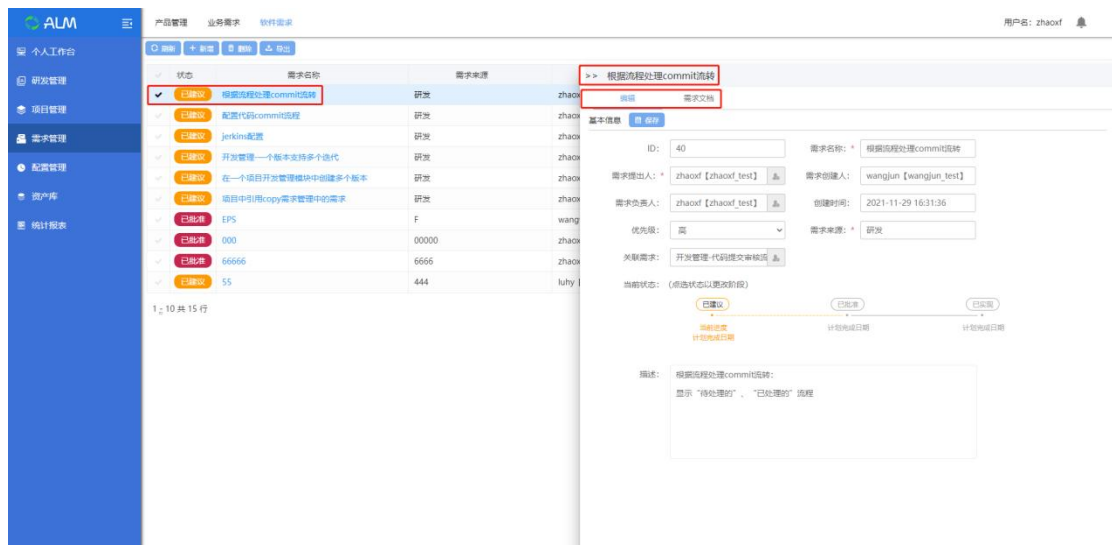 ALM
产品管理 业务需求 软件需求
用户名: zhaoxf
个人工作台
研发管理
项目管理
需求管理
配置管理
资产库
统计报表
刷新 + 新增 删除 导出
状态 需求名称 需求来源
已建议 根据流程处理commit流转 研发 zhaox
已建议 配置代码commit流程 研发 zhaox
已建议 jerkins配置 研发 zhaox
已建议 开发管理-一个版本支持多个迭代 研发 zhaox
已建议 在一个项目开发管理模块中创建多个版本 研发 zhaox
已建议 项目中引用copy需求管理中的需求 研发 zhaox
已批准 EPS F wang
已批准 000 00000 zhaox
已批准 66666 6666 zhaox
已建议 55 444 luhy
1 - 10 共 15 行
>> 根据流程处理commit流转
编辑 需求文档
基本信息 保存
ID: 40 需求名称: * 根据流程处理commit流转
需求提出人: * zhaoxf【zhaoxf_test】 需求创建人: wangjun【wangjun_test】
需求负责人: zhaoxf【zhaoxf_test】 创建时间: 2021-11-29 16:31:36
优先级: 高 需求来源: * 研发
关联需求: 开发管理-代码提交审核流
当前状态: (点选状态以更改阶段)
已建议 已批准 已实现
当前进度 计划完成日期 计划完成日期
计划完成日期
描述: 根据流程处理commit流转:
显示“待处理的”、“已处理的”流程